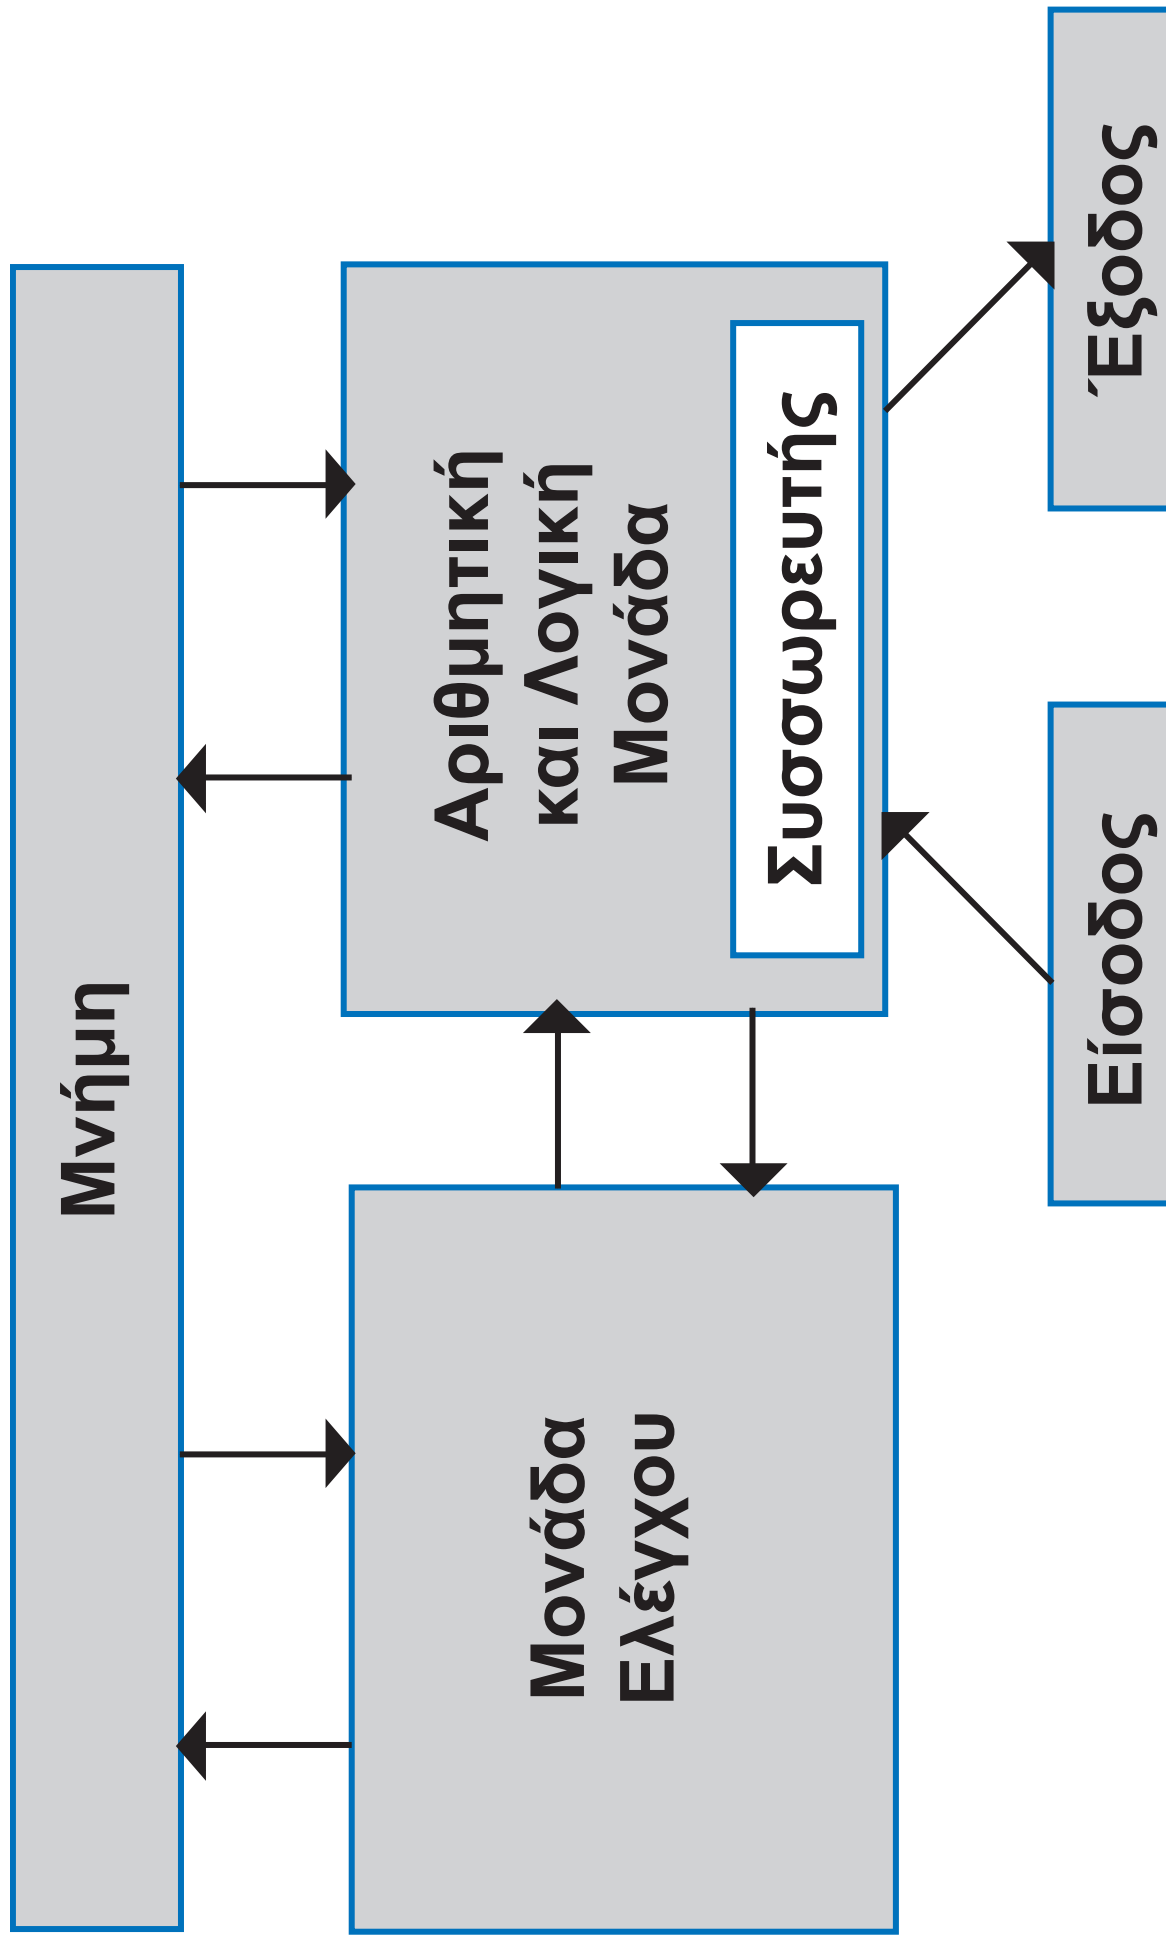 Μνήμη
Μονάδα
Ελέγχου
Αριθμητική
και Λογική
Μονάδα
Συσσωρευτής
Είσοδος
Έξοδος